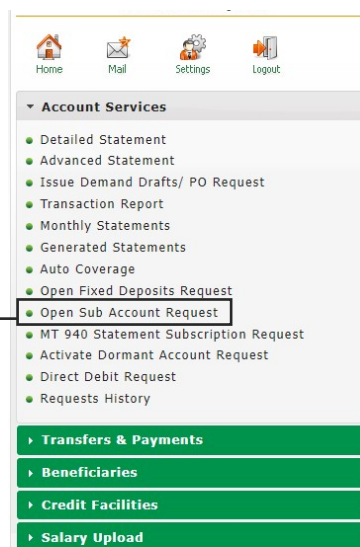 Home Mail Settings Logout
Account Services
Detailed Statement
Advanced Statement
Issue Demand Drafts/ PO Request
Transaction Report
Monthly Statements
Generated Statements
Auto Coverage
Open Fixed Deposits Request
Open Sub Account Request
MT 940 Statement Subscription Request
Activate Dormant Account Request
Direct Debit Request
Requests History
Transfers & Payments
Beneficiaries
Credit Facilities
Salary Upload